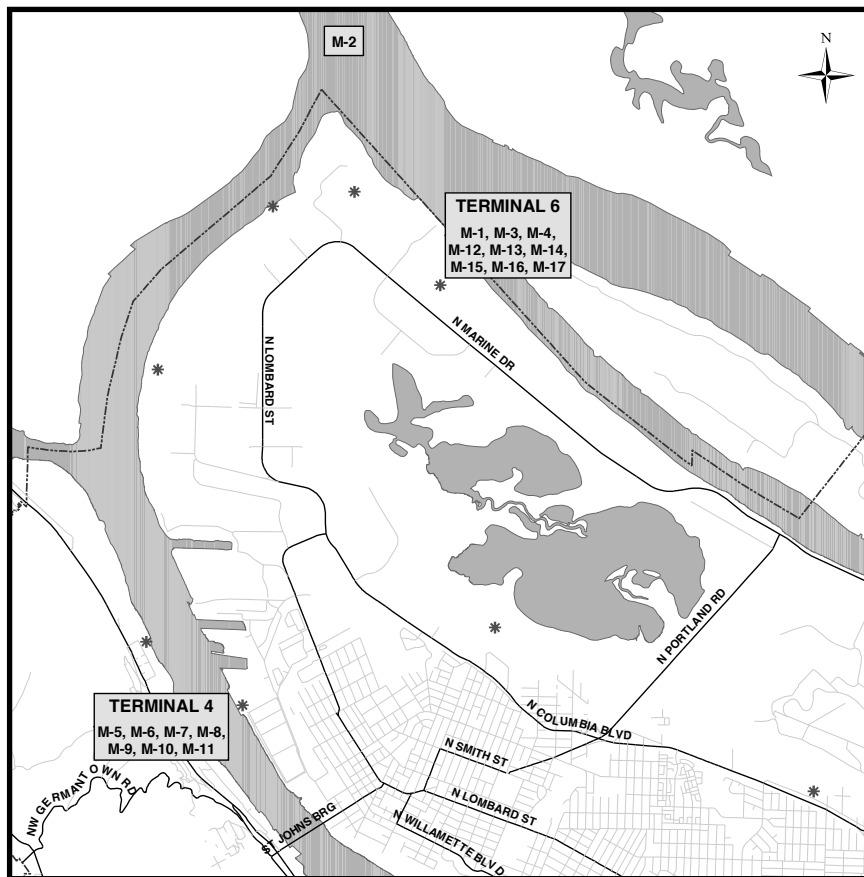 M-2
N
TERMINAL 6
M-1, M-3, M-4,
M-12, M-13, M-14,
M-15, M-16, M-17
N MARINE DR
N LOMBARD ST
N PORTLAND RD
TERMINAL 4
M-5, M-6, M-7, M-8,
M-9, M-10, M-11
N COLUMBIA BLVD
N SMITH ST
N LOMBARD ST
N WILLAMETTE BLVD
NW GERMANTOWN RD
ST JOHNS BRG